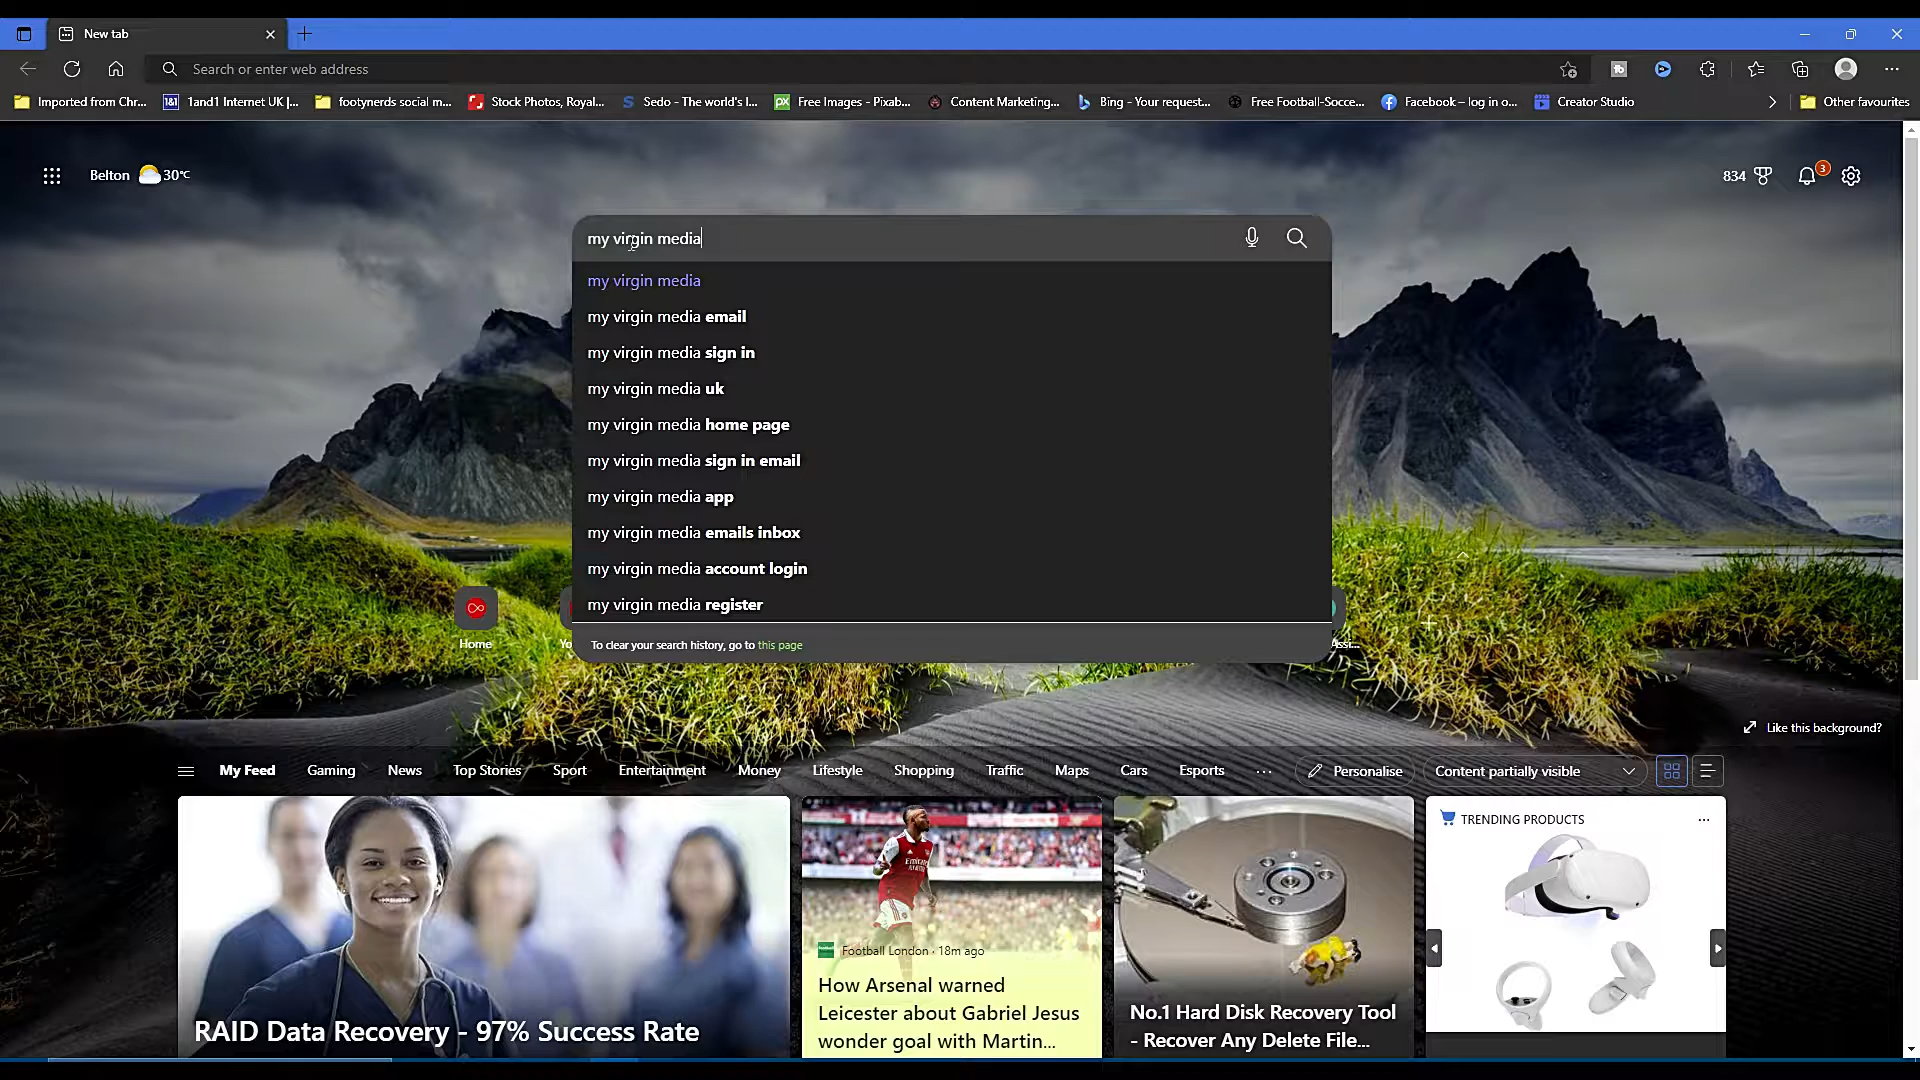 New tab
Search or enter web address
Imported from Chr...
1&1
1and1 Internet UK |...
footynerds social m...
Stock Photos, Royal...
Sedo - The world's l...
px
Free Images - Pixab...
Content Marketing...
Bing - Your request...
Free Football-Socce...
Facebook – log in o...
Creator Studio
Other favourites
Belton
30°C
834
3
my virgin media
my virgin media
my virgin media email
my virgin media sign in
my virgin media uk
my virgin media home page
my virgin media sign in email
my virgin media app
my virgin media emails inbox
my virgin media account login
my virgin media register
To clear your search history, go to this page
Home
Yo
Assi...
Like this background?
My Feed
Gaming
News
Top Stories
Sport
Entertainment
Money
Lifestyle
Shopping
Traffic
Maps
Cars
Esports
...
Personalise
Content partially visible
RAID Data Recovery - 97% Success Rate
Football London · 18m ago
How Arsenal warned
Leicester about Gabriel Jesus
wonder goal with Martin...
No.1 Hard Disk Recovery Tool
- Recover Any Delete File...
TRENDING PRODUCTS